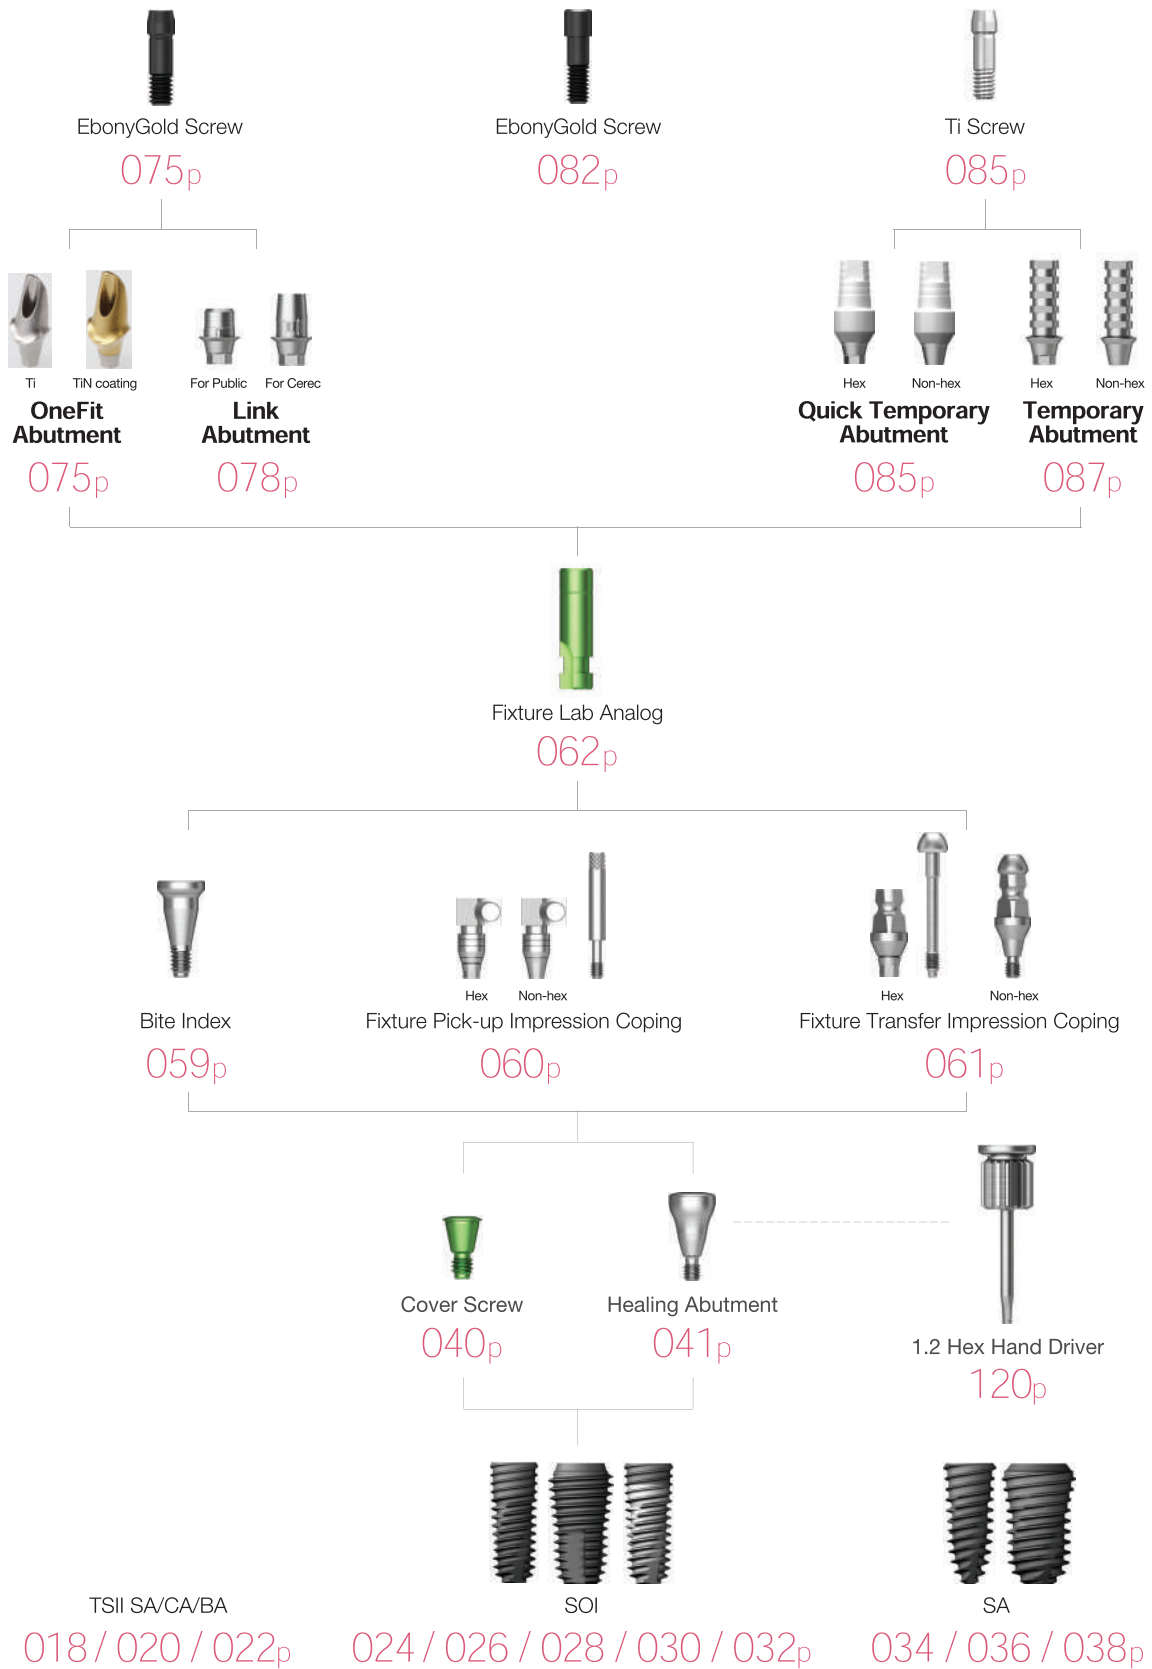 EbonyGold Screw
075p
EbonyGold Screw
082p
Ti Screw
085p
Ti
TiN coating
OneFit
Abutment
075p
For Public
For Cerec
Link
Abutment
078p
Hex
Non-hex
Quick Temporary
Abutment
085p
Hex
Non-hex
Temporary
Abutment
087p
Fixture Lab Analog
062p
Bite Index
059p
Hex
Non-hex
Fixture Pick-up Impression Coping
060p
Hex
Non-hex
Fixture Transfer Impression Coping
061p
Cover Screw
040p
Healing Abutment
041p
1.2 Hex Hand Driver
120p
TSII SA/CA/BA
018 / 020 / 022p
SOI
024 / 026 / 028 / 030 / 032p
SA
034 / 036 / 038p